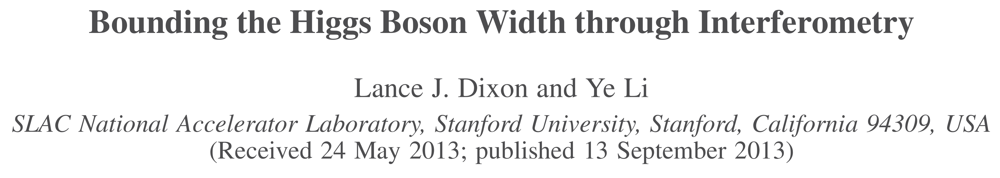 Bounding the Higgs Boson Width through Interferometry
Lance J. Dixon and Ye Li
SLAC National Accelerator Laboratory, Stanford University, Stanford, California 94309, USA
(Received 24 May 2013; published 13 September 2013)